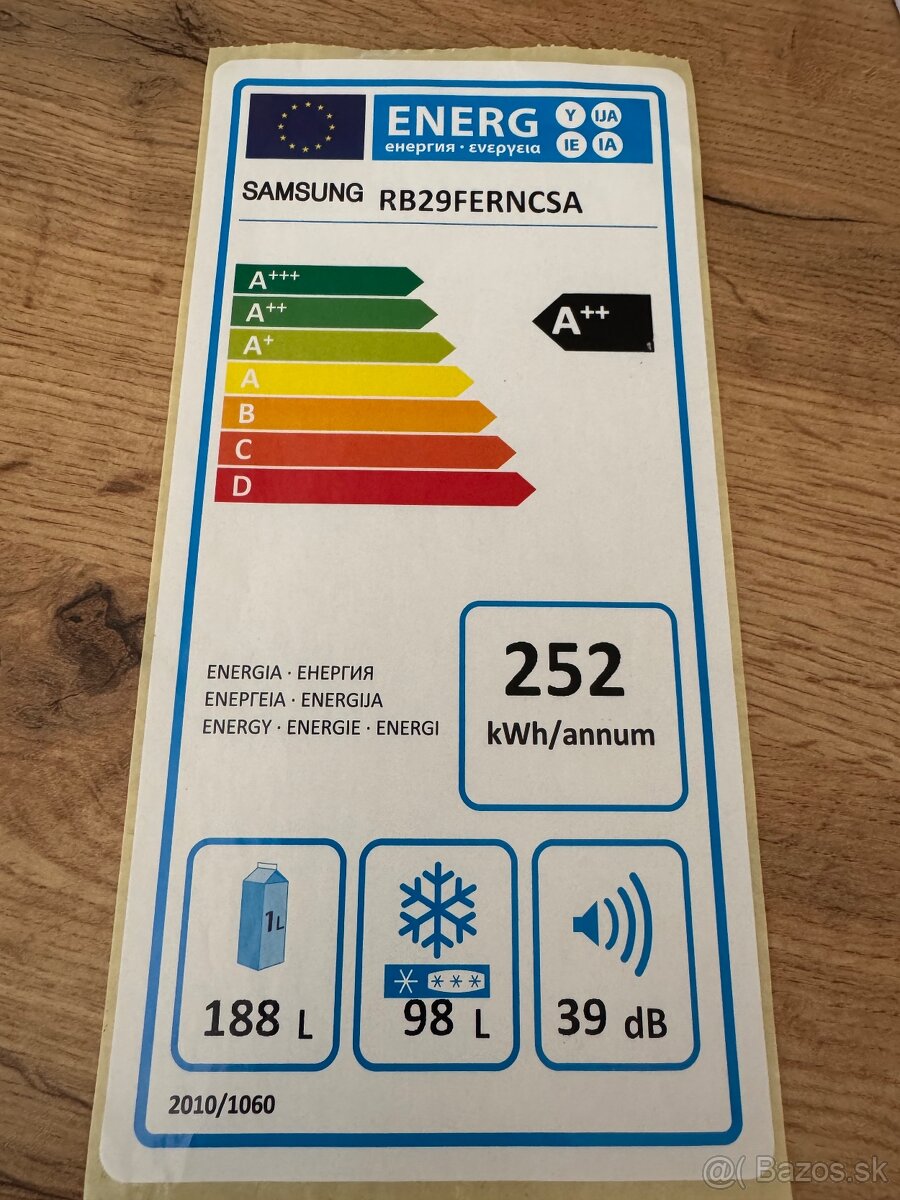 ENERG Y IJA
енергия · ενεργεια IE IA
SAMSUNG RB29FERNCSA
A+++
A++
A++
A+
A
B
C
D
252
kWh/annum
ENERGIA · ЕНЕРГИЯ
ΕΝΕΡΓΕΙΑ · ENERGIJA
ENERGY · ENERGIE · ENERGI
1L
188 L
98 L
39 dB
2010/1060
@( Bazos.sk